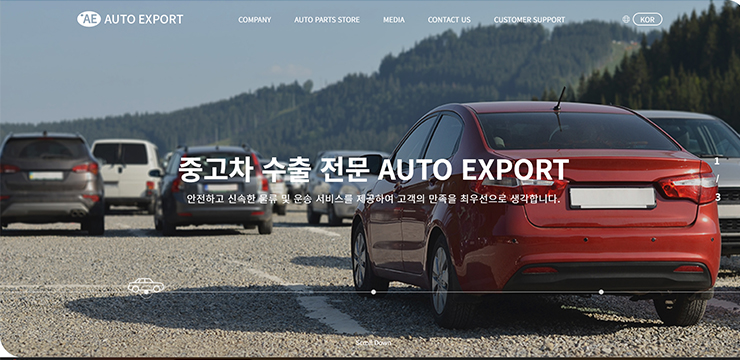 AE AUTO EXPORT
COMPANY AUTO PARTS STORE MEDIA CONTACT US CUSTOMER SUPPORT KOR
중고차 수출 전문 AUTO EXPORT
안전하고 신속한 물류 및 운송 서비스를 제공하여 고객의 만족을 최우선으로 생각합니다.
1
/
3
Scroll Down